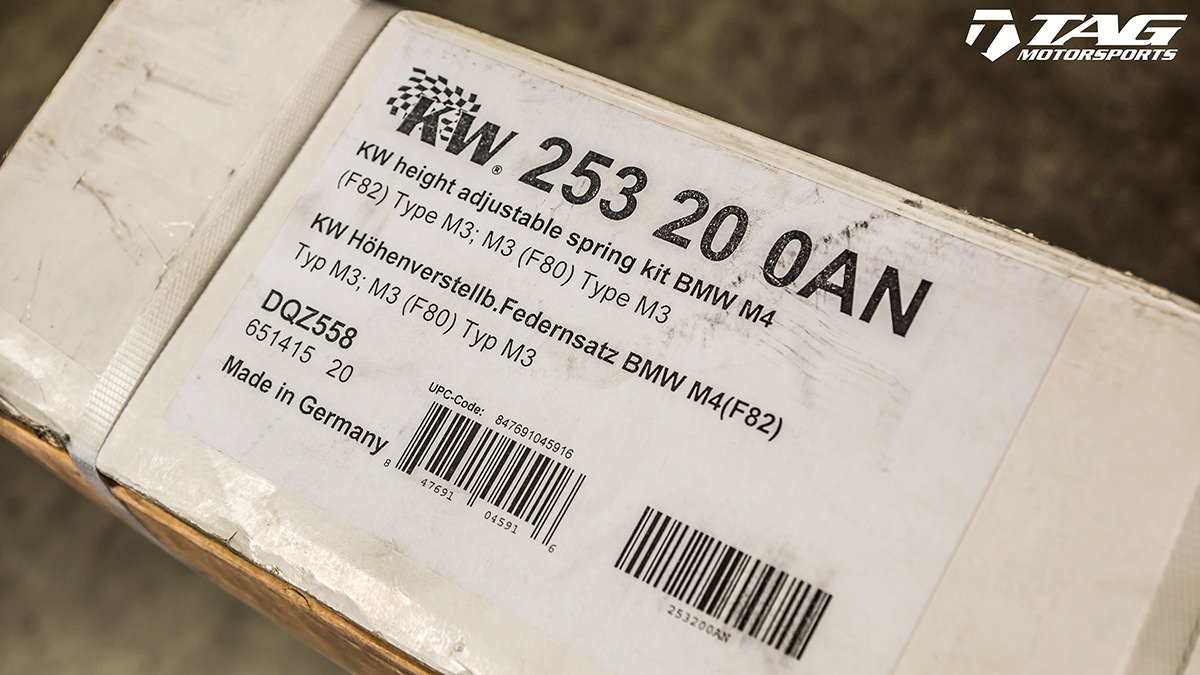 TAG
MOTORSPORTS
KW® 253 20 0AN
KW height adjustable spring kit BMW M4
(F82) Type M3; M3 (F80) Type M3
KW Höhenverstellb.Federnsatz BMW M4(F82)
Typ M3; M3 (F80) Typ M3
DQZ558
651415 20
Made in Germany
UPC-Code: 847691045916
8 47691 04591 6
253200AN